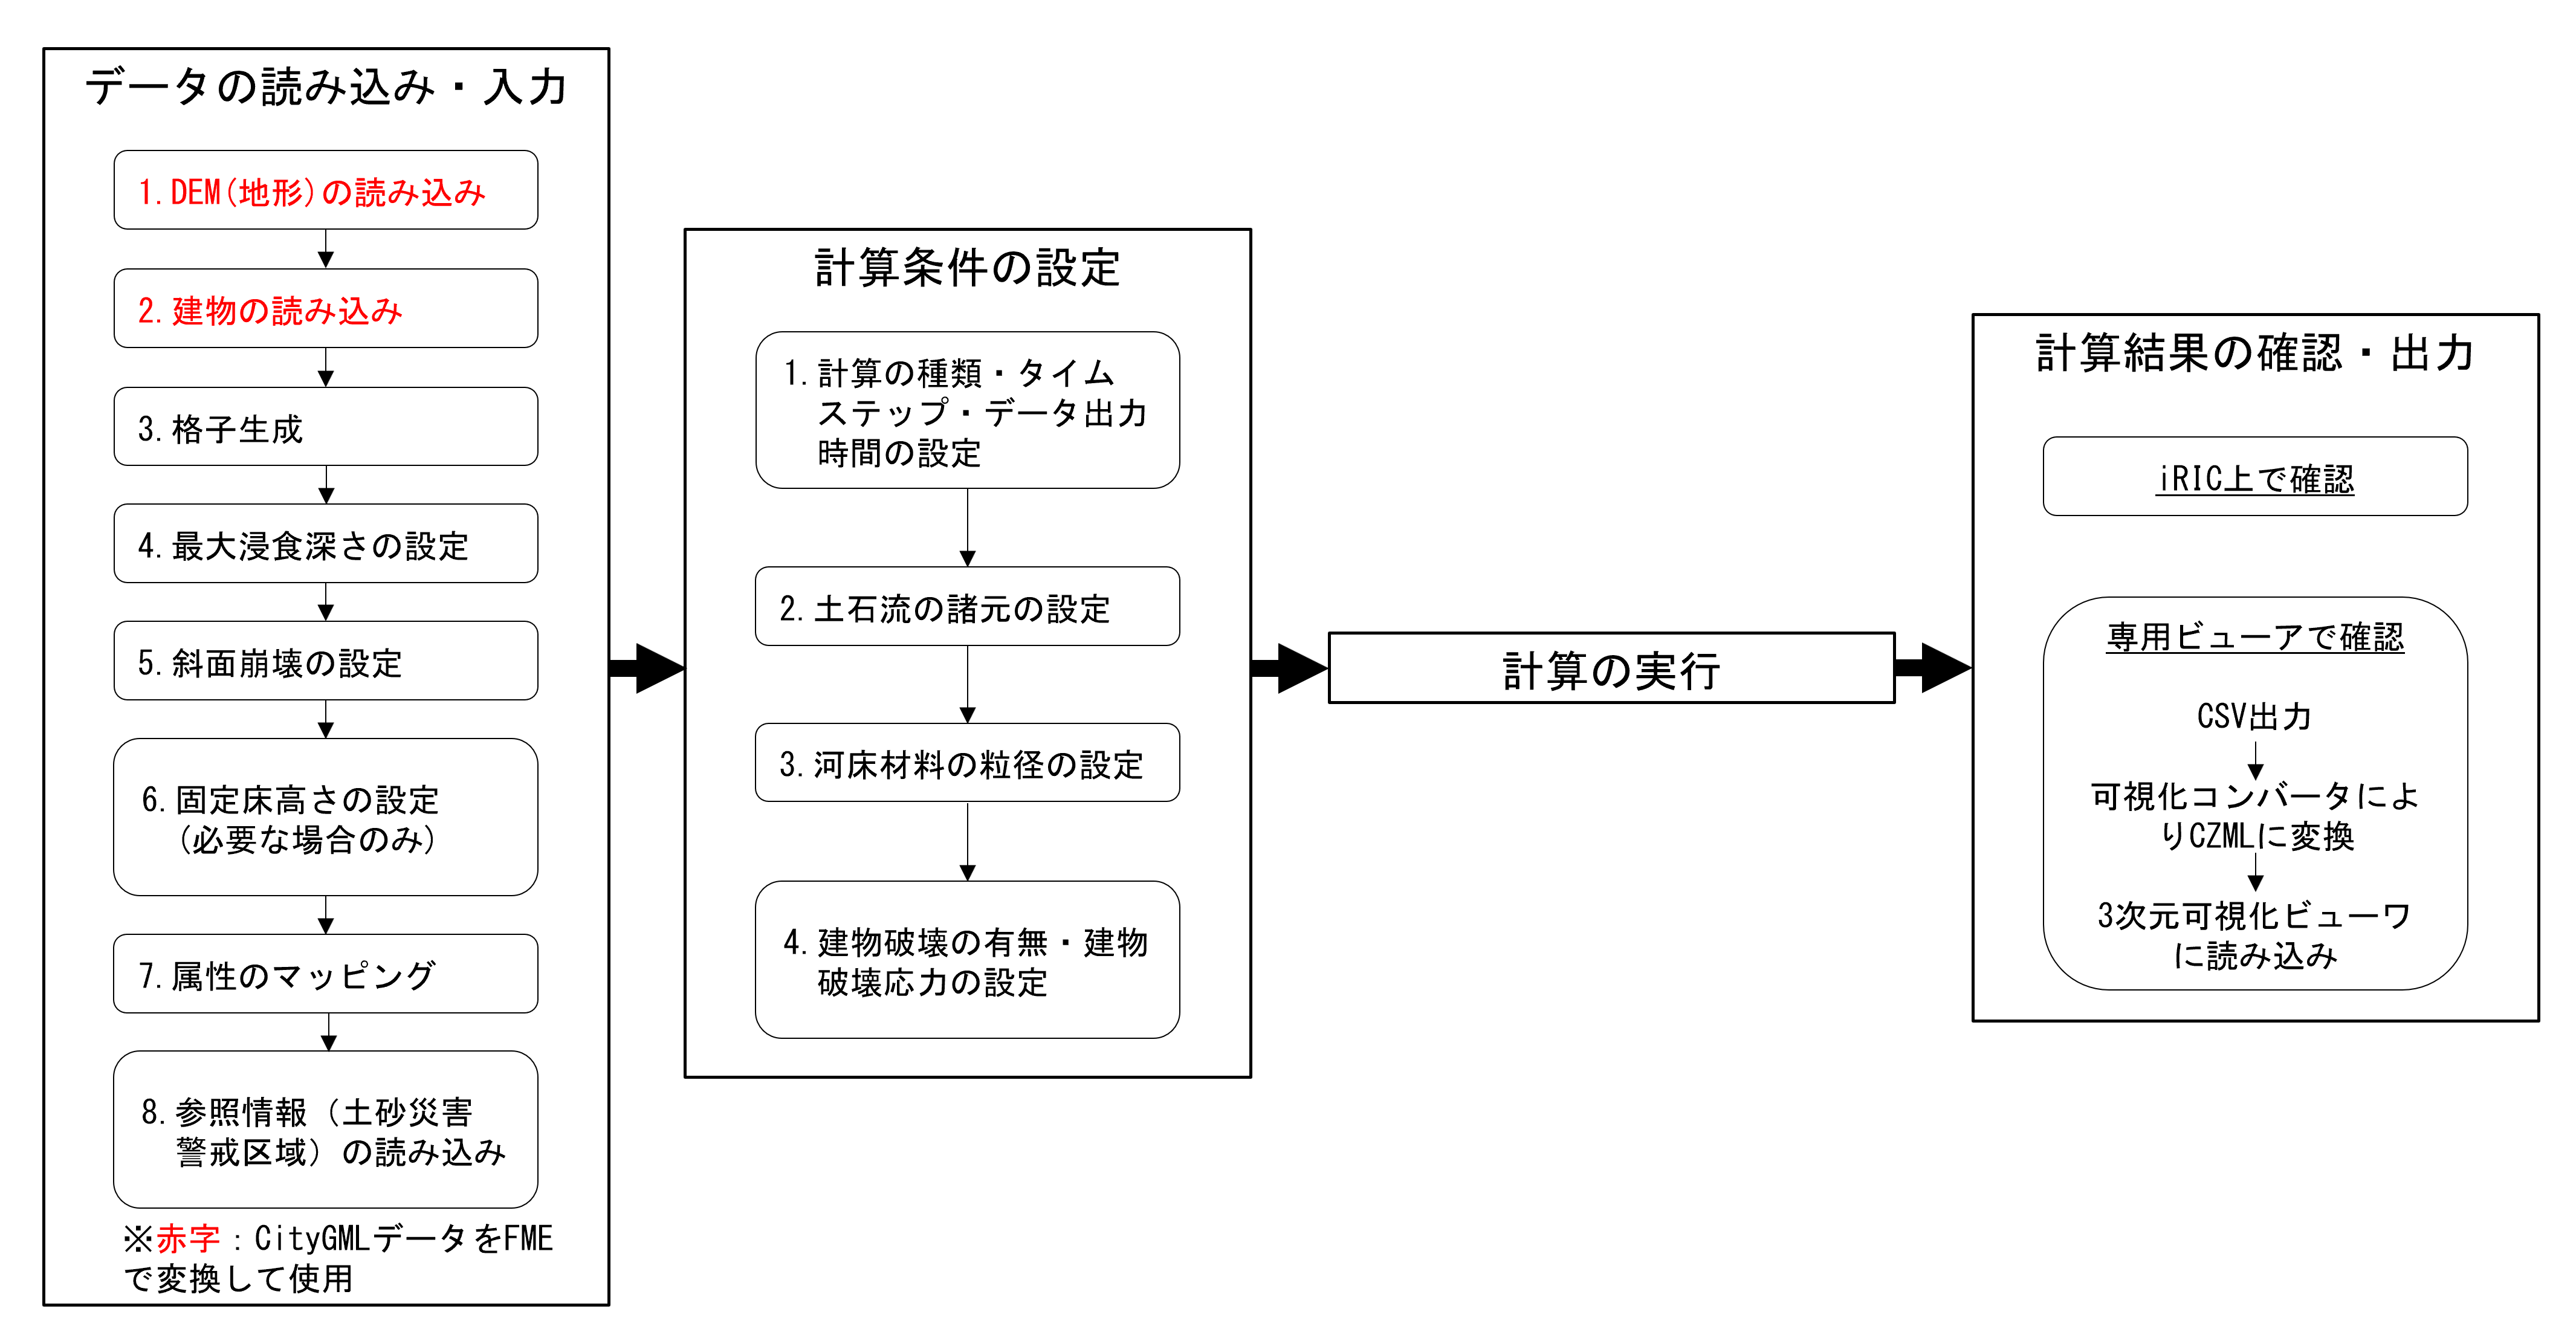 データの読み込み・入力
1.DEM(地形)の読み込み
2.建物の読み込み
3.格子生成
4.最大浸食深さの設定
5.斜面崩壊の設定
6.固定床高さの設定
(必要な場合のみ)
7.属性のマッピング
8.参照情報（土砂災害
警戒区域）の読み込み
※赤字：CityGMLデータをFME
で変換して使用
計算条件の設定
1.計算の種類・タイム
ステップ・データ出力
時間の設定
2.土石流の諸元の設定
3.河床材料の粒径の設定
4.建物破壊の有無・建物
破壊応力の設定
計算の実行
計算結果の確認・出力
iRIC上で確認
専用ビューアで確認
CSV出力
可視化コンバータによ
りCZMLに変換
3次元可視化ビューワ
に読み込み